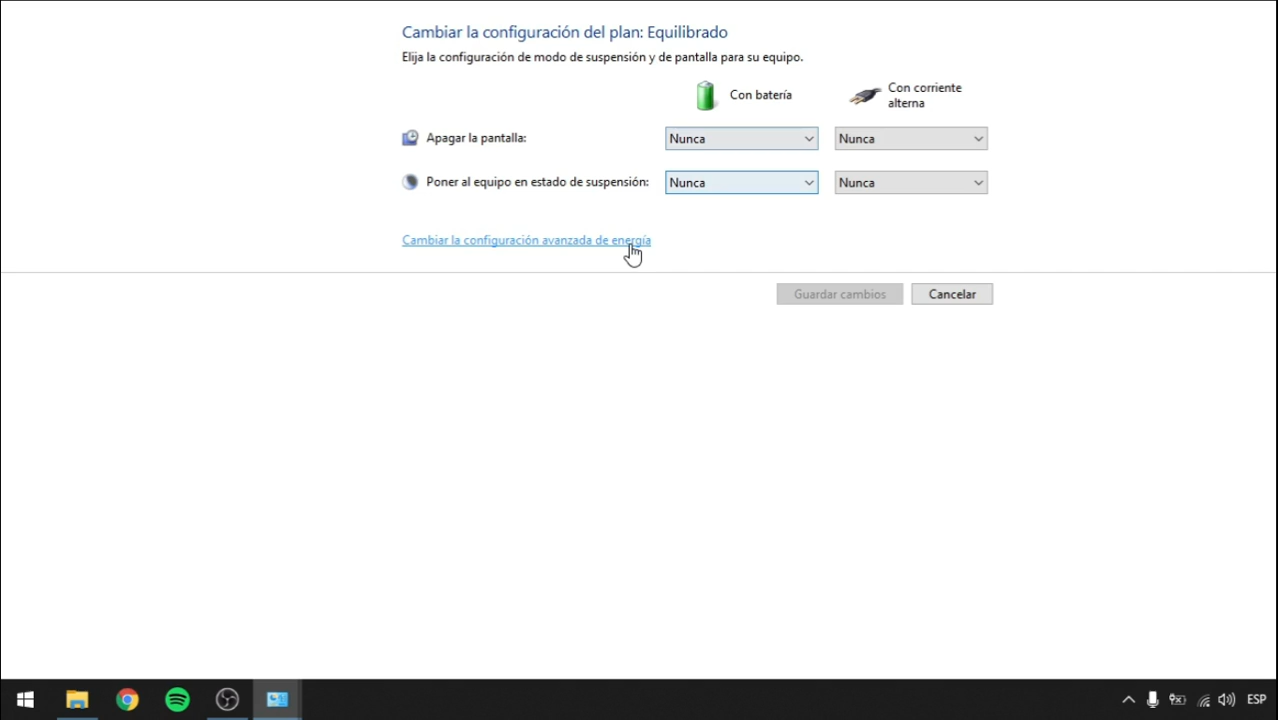 Cambiar la configuración del plan: Equilibrado
Elija la configuración de modo de suspensión y de pantalla para su equipo.
Con batería
Con corriente
alterna
Apagar la pantalla:
Nunca
Nunca
Poner al equipo en estado de suspensión:
Nunca
Nunca
Cambiar la configuración avanzada de energía
Guardar cambios
Cancelar
ESP